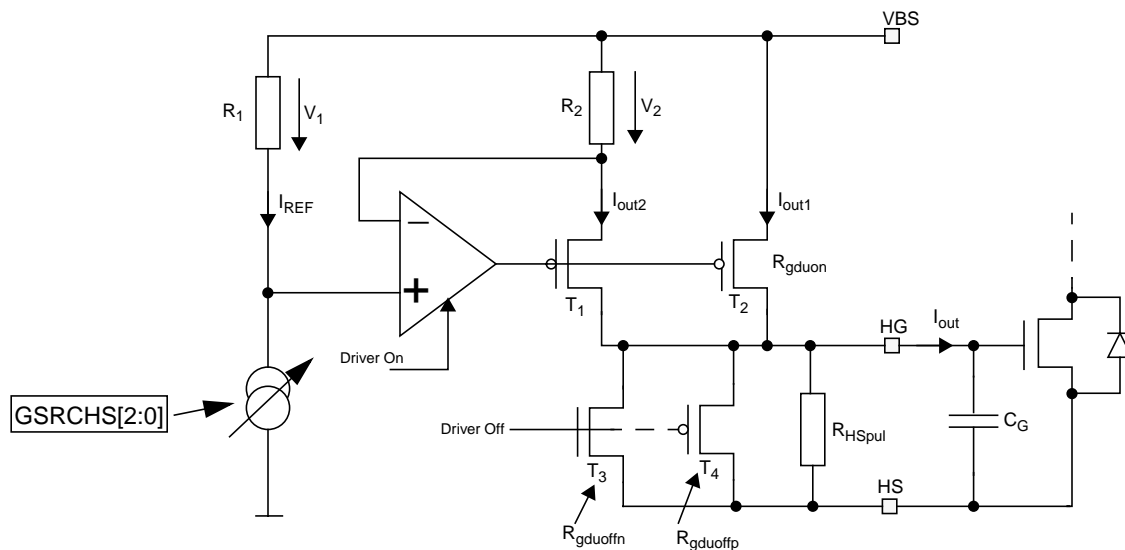 VBS
R1
V1
R2
V2
IREF
Iout2
Iout1
Rgduon
−
+
T1
T2
Driver On
HG
Iout
GSRCHS[2:0]
Driver Off
T3
T4
RHSpul
CG
HS
Rgduoffn
Rgduoffp